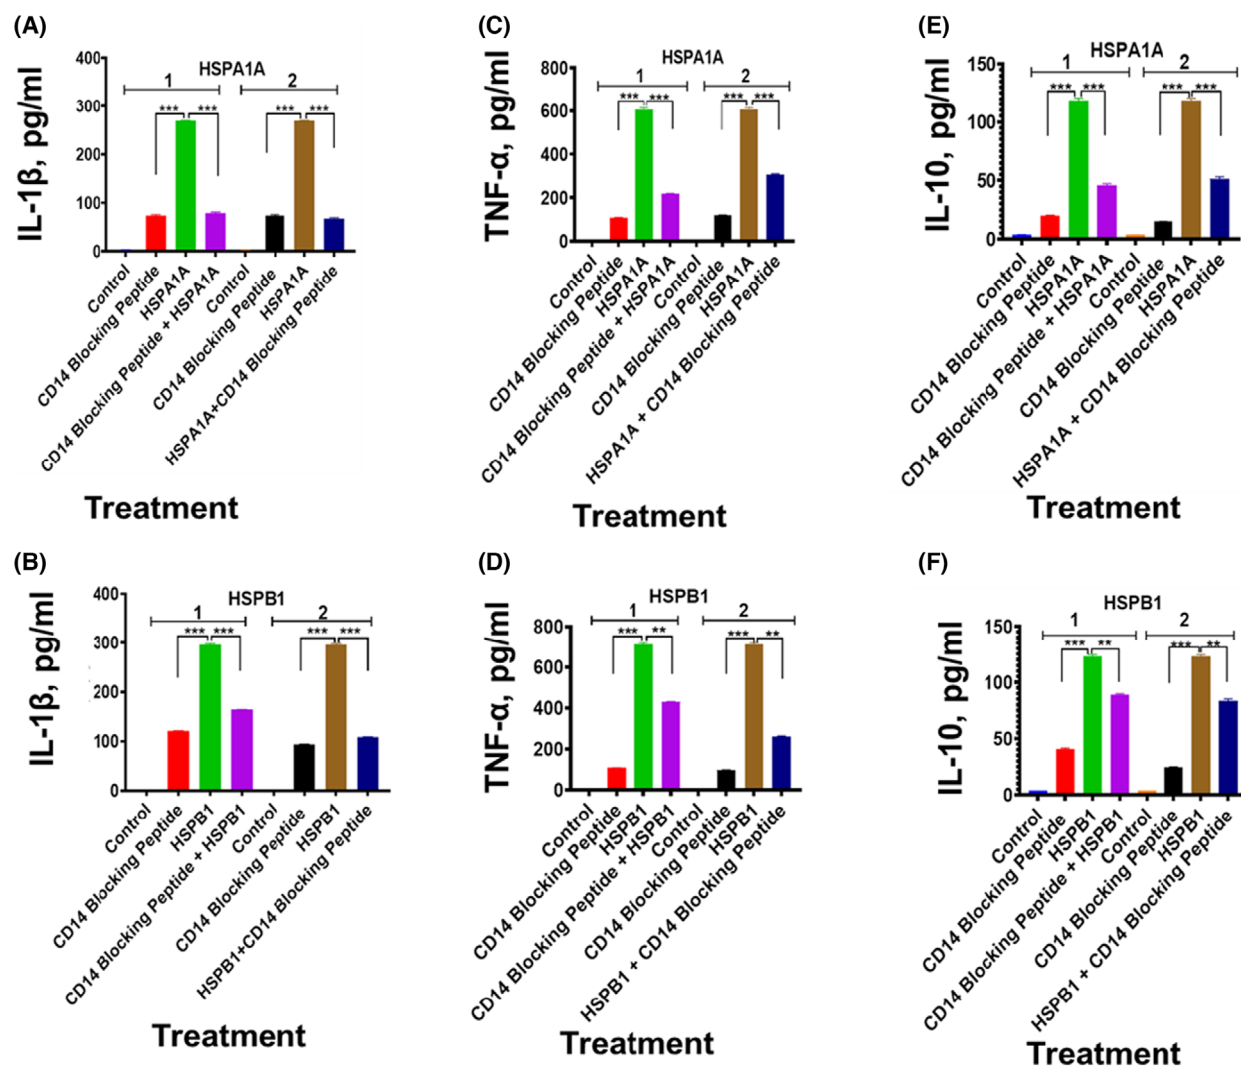 (A)
HSPA1A
1 2
*** *** *** ***
IL-1β, pg/ml
400
300
200
100
0
Control
CD14 Blocking Peptide
HSPA1A
CD14 Blocking Peptide + HSPA1A
Control
CD14 Blocking Peptide
HSPA1A
HSPA1A+CD14 Blocking Peptide
Treatment
(C)
HSPA1A
1 2
*** *** *** ***
TNF-α, pg/ml
800
600
400
200
0
Control
CD14 Blocking Peptide
HSPA1A
CD14 Blocking Peptide + HSPA1A
Control
CD14 Blocking Peptide
HSPA1A
HSPA1A + CD14 Blocking Peptide
Treatment
(E)
HSPA1A
1 2
*** *** *** ***
IL-10, pg/ml
150
100
50
0
Control
CD14 Blocking Peptide
HSPA1A
CD14 Blocking Peptide + HSPA1A
Control
CD14 Blocking Peptide
HSPA1A
HSPA1A + CD14 Blocking Peptide
Treatment
(B)
HSPB1
1 2
*** *** *** ***
IL-1β, pg/ml
400
300
200
100
0
Control
CD14 Blocking Peptide
HSPB1
CD14 Blocking Peptide + HSPB1
Control
CD14 Blocking Peptide
HSPB1
HSPB1+CD14 Blocking Peptide
Treatment
(D)
HSPB1
1 2
*** ** *** **
TNF-α, pg/ml
800
600
400
200
0
Control
CD14 Blocking Peptide
HSPB1
CD14 Blocking Peptide + HSPB1
Control
CD14 Blocking Peptide
HSPB1
HSPB1 + CD14 Blocking Peptide
Treatment
(F)
HSPB1
1 2
*** ** *** **
IL-10, pg/ml
150
100
50
0
Control
CD14 Blocking Peptide
HSPB1
CD14 Blocking Peptide + HSPB1
Control
CD14 Blocking Peptide
HSPB1
HSPB1 + CD14 Blocking Peptide
Treatment